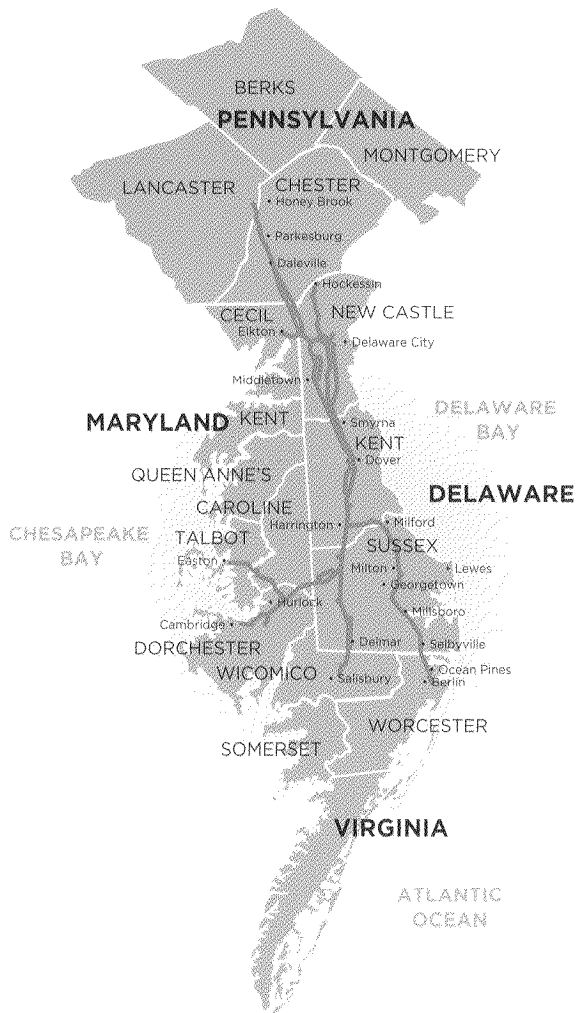 BERKS
PENNSYLVANIA
MONTGOMERY
LANCASTER
CHESTER
Honey Brook
Parkesburg
Daleville
Hockessin
CECIL
NEW CASTLE
Elkton
Delaware City
Middletown
DELAWARE
BAY
MARYLAND
KENT
Smyrna
KENT
Dover
QUEEN ANNE'S
DELAWARE
CAROLINE
Harrington
Milford
CHESAPEAKE
BAY
TALBOT
SUSSEX
Easton
Milton
Lewes
Georgetown
Hurlock
Millsboro
Cambridge
DORCHESTER
Delmar
Selbyville
WICOMICO
Salisbury
Ocean Pines
Berlin
WORCESTER
SOMERSET
VIRGINIA
ATLANTIC
OCEAN